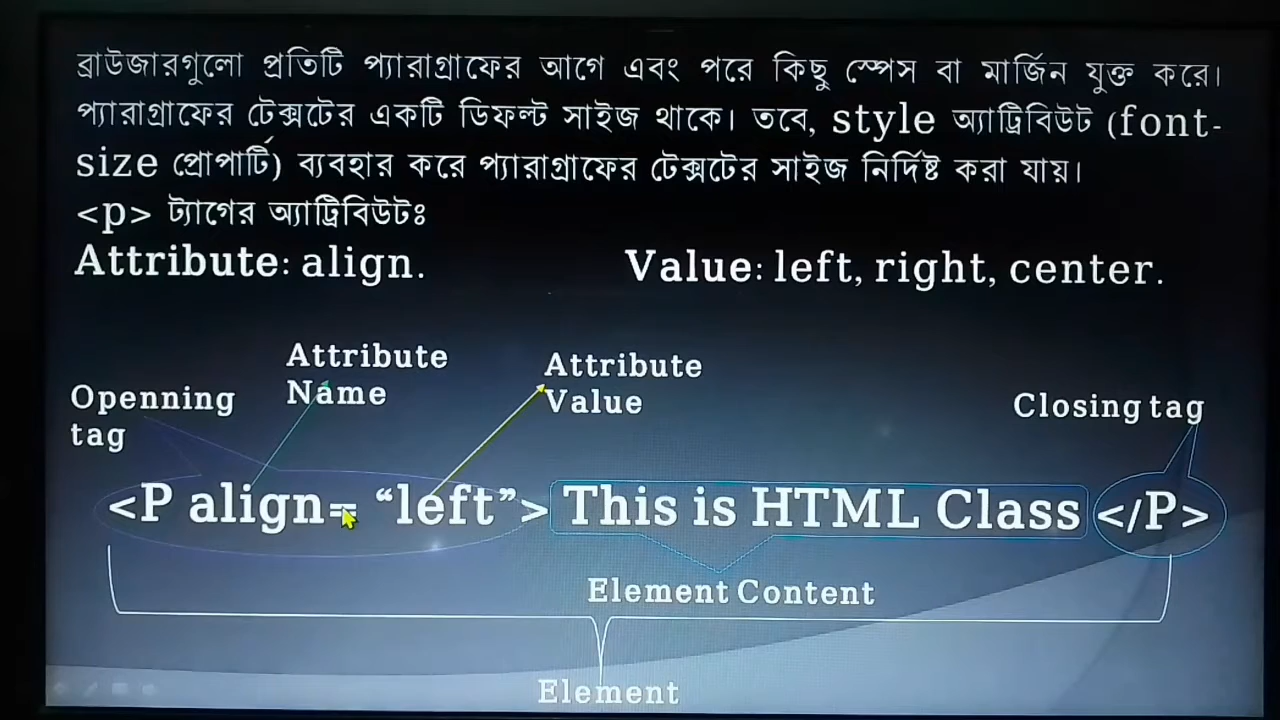 ব্রাউজারগুলো প্রতিটি প্যারাগ্রাফের আগে এবং পরে কিছু স্পেস বা মার্জিন যুক্ত করে।
প্যারাগ্রাফের টেক্সটের একটি ডিফল্ট সাইজ থাকে। তবে, style অ্যাট্রিবিউট (font-
size প্রোপার্টি) ব্যবহার করে প্যারাগ্রাফের টেক্সটের সাইজ নির্দিষ্ট করা যায়।
<p> ট্যাগের অ্যাট্রিবিউটঃ
Attribute: align. Value: left, right, center.
Attribute
Name
Attribute
Value
Openning
tag
Closing tag
<P align= “left”> This is HTML Class </P>
Element Content
Element